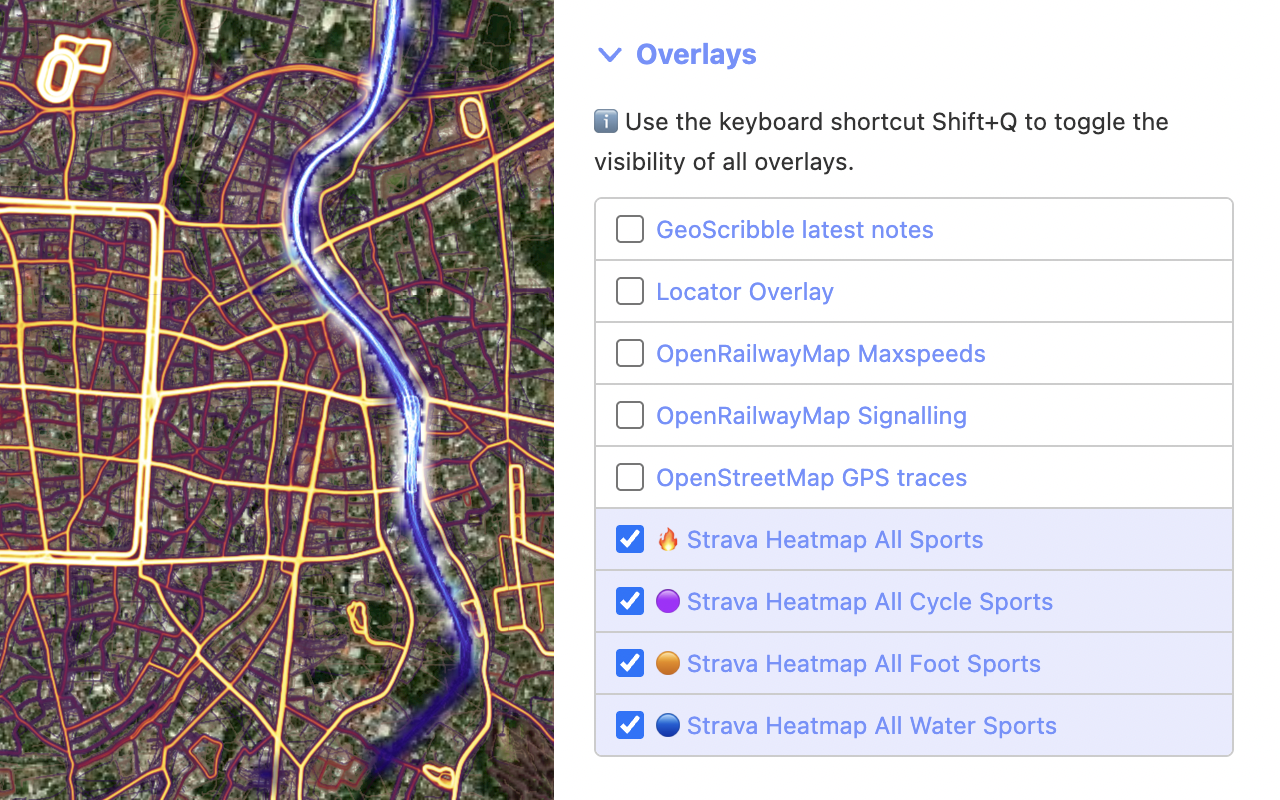 Overlays
ℹ️ Use the keyboard shortcut Shift+Q to toggle the
visibility of all overlays.
GeoScribble latest notes
Locator Overlay
OpenRailwayMap Maxspeeds
OpenRailwayMap Signalling
OpenStreetMap GPS traces
🔥 Strava Heatmap All Sports
🟣 Strava Heatmap All Cycle Sports
🟠 Strava Heatmap All Foot Sports
🔵 Strava Heatmap All Water Sports